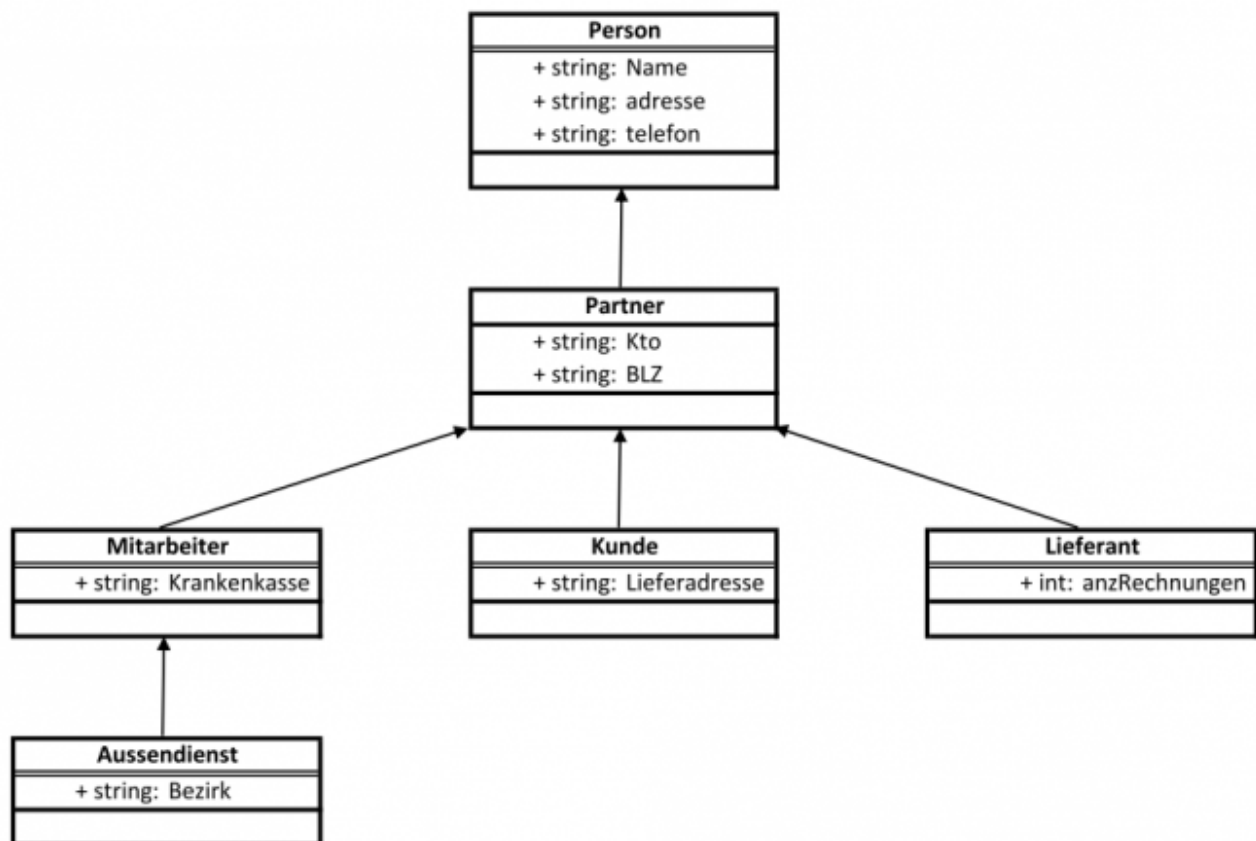 Person
+ string: Name
+ string: adresse
+ string: telefon
Partner
+ string: Kto
+ string: BLZ
Mitarbeiter
+ string: Krankenkasse
Kunde
+ string: Lieferadresse
Lieferant
+ int: anzRechnungen
Aussendienst
+ string: Bezirk